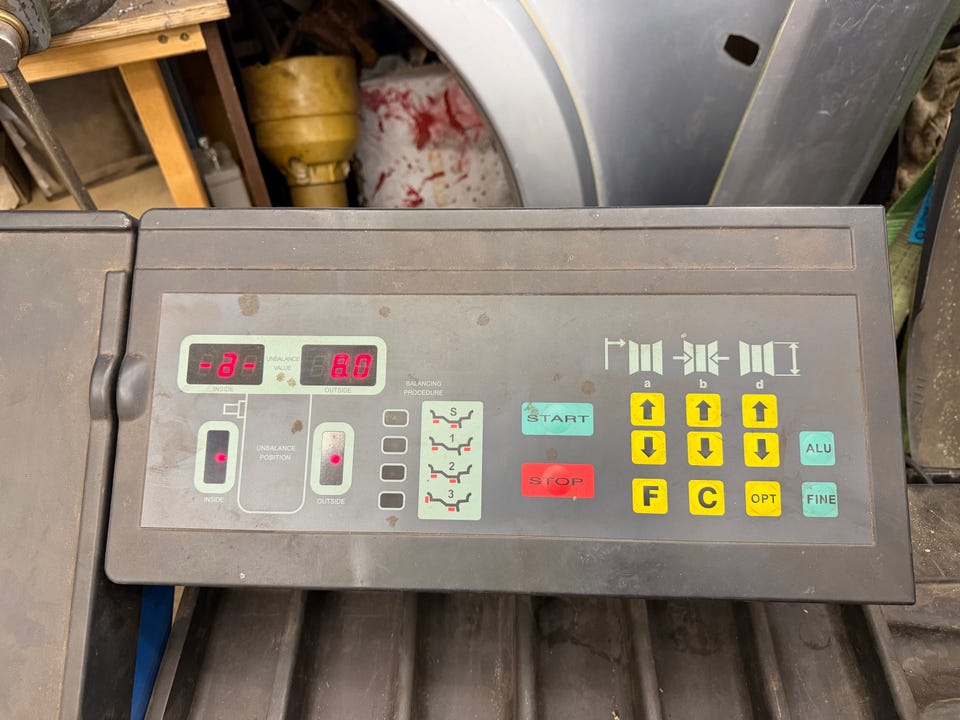 -a-
UNBALANCE
VALUE
8.0
INSIDE
OUTSIDE
BALANCING
PROCEDURE
S
1
2
3
UNBALANCE
POSITION
INSIDE
OUTSIDE
START
STOP
a b d
F C OPT
ALU
FINE